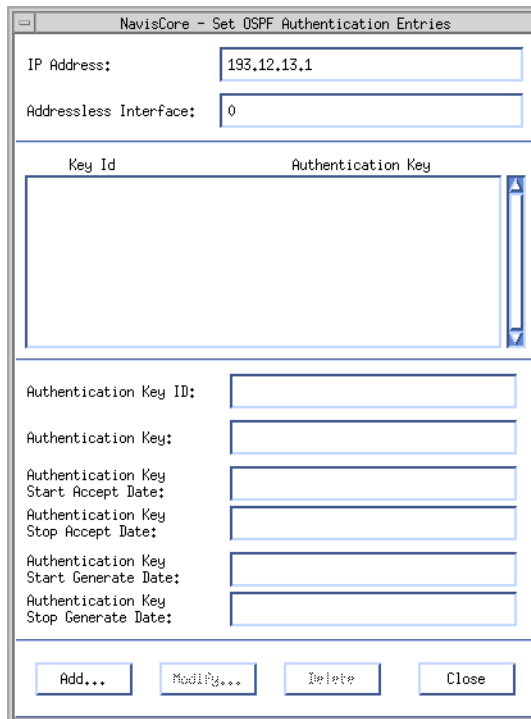 NavisCore - Set OSPF Authentication Entries
IP Address: 193.12.13.1
Addressless Interface: 0
Key Id Authentication Key
Authentication Key ID:
Authentication Key:
Authentication Key
Start Accept Date:
Authentication Key
Stop Accept Date:
Authentication Key
Start Generate Date:
Authentication Key
Stop Generate Date:
Add... Modify... Delete Close